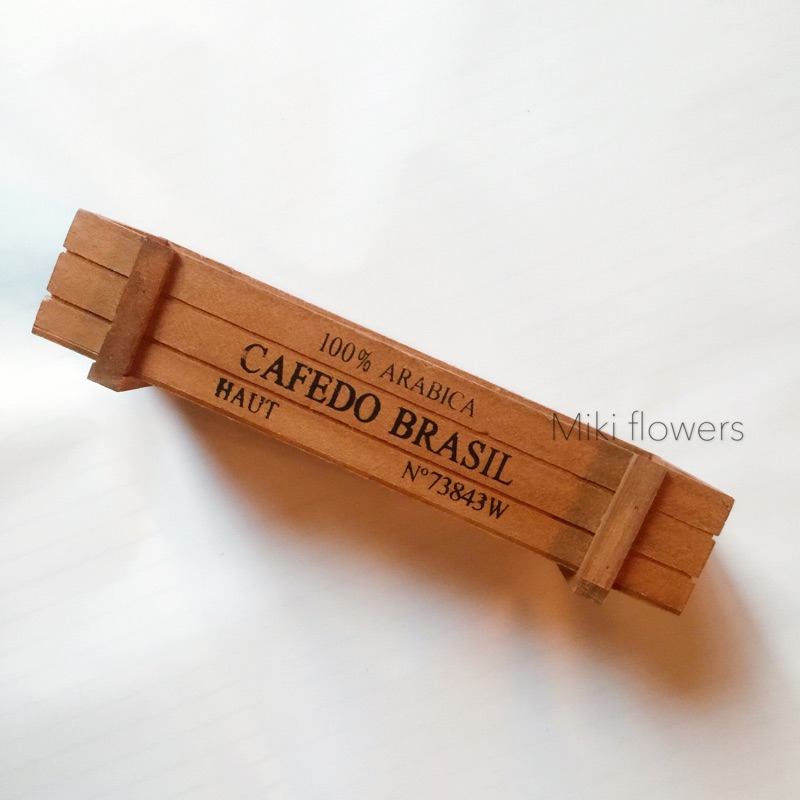 100% ARABICA
CAFEDO BRASIL
HAUT
N°73843W
Miki flowers